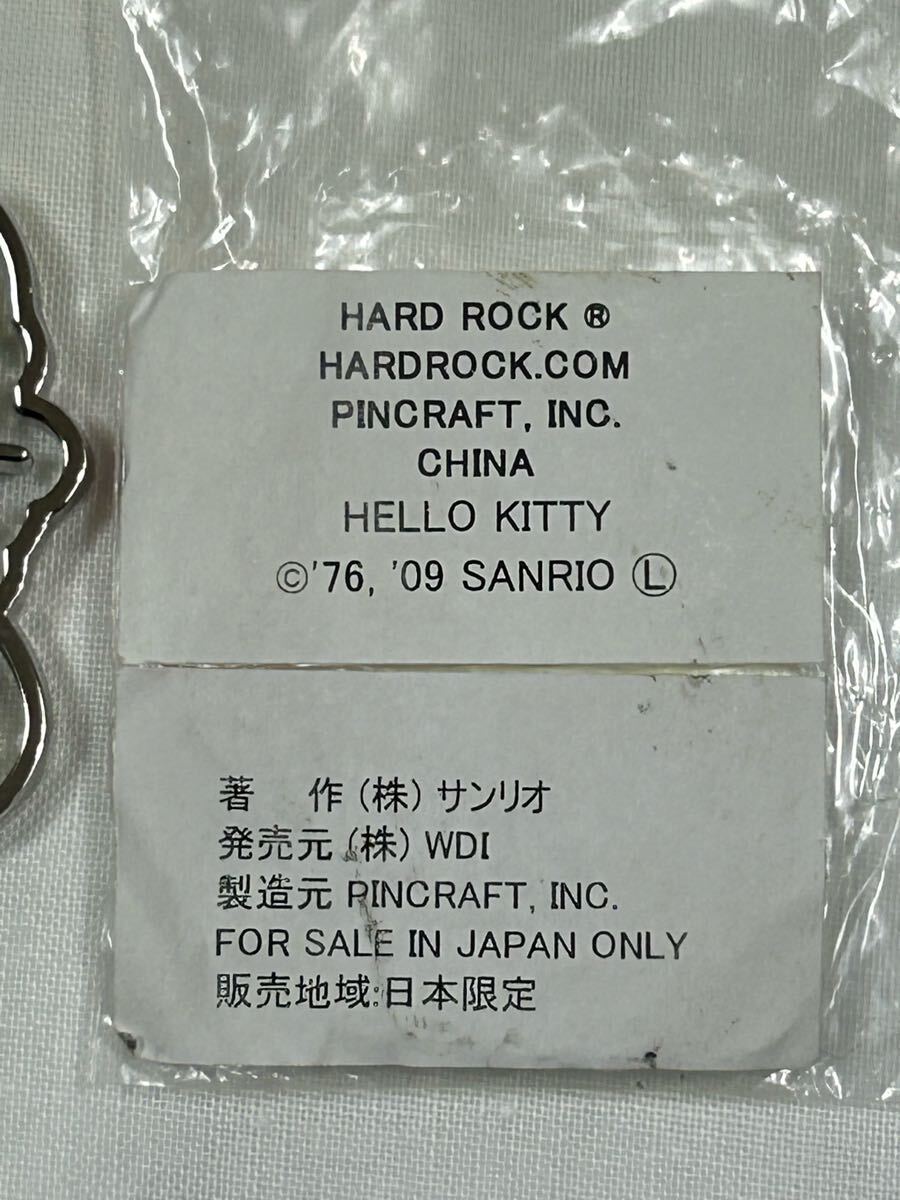 HARD ROCK ®
HARDROCK.COM
PINCRAFT, INC.
CHINA
HELLO KITTY
©'76, '09 SANRIO Ⓛ
著　作 (株) サンリオ
発売元 (株) WDI
製造元 PINCRAFT, INC.
FOR SALE IN JAPAN ONLY
販売地域:日本限定